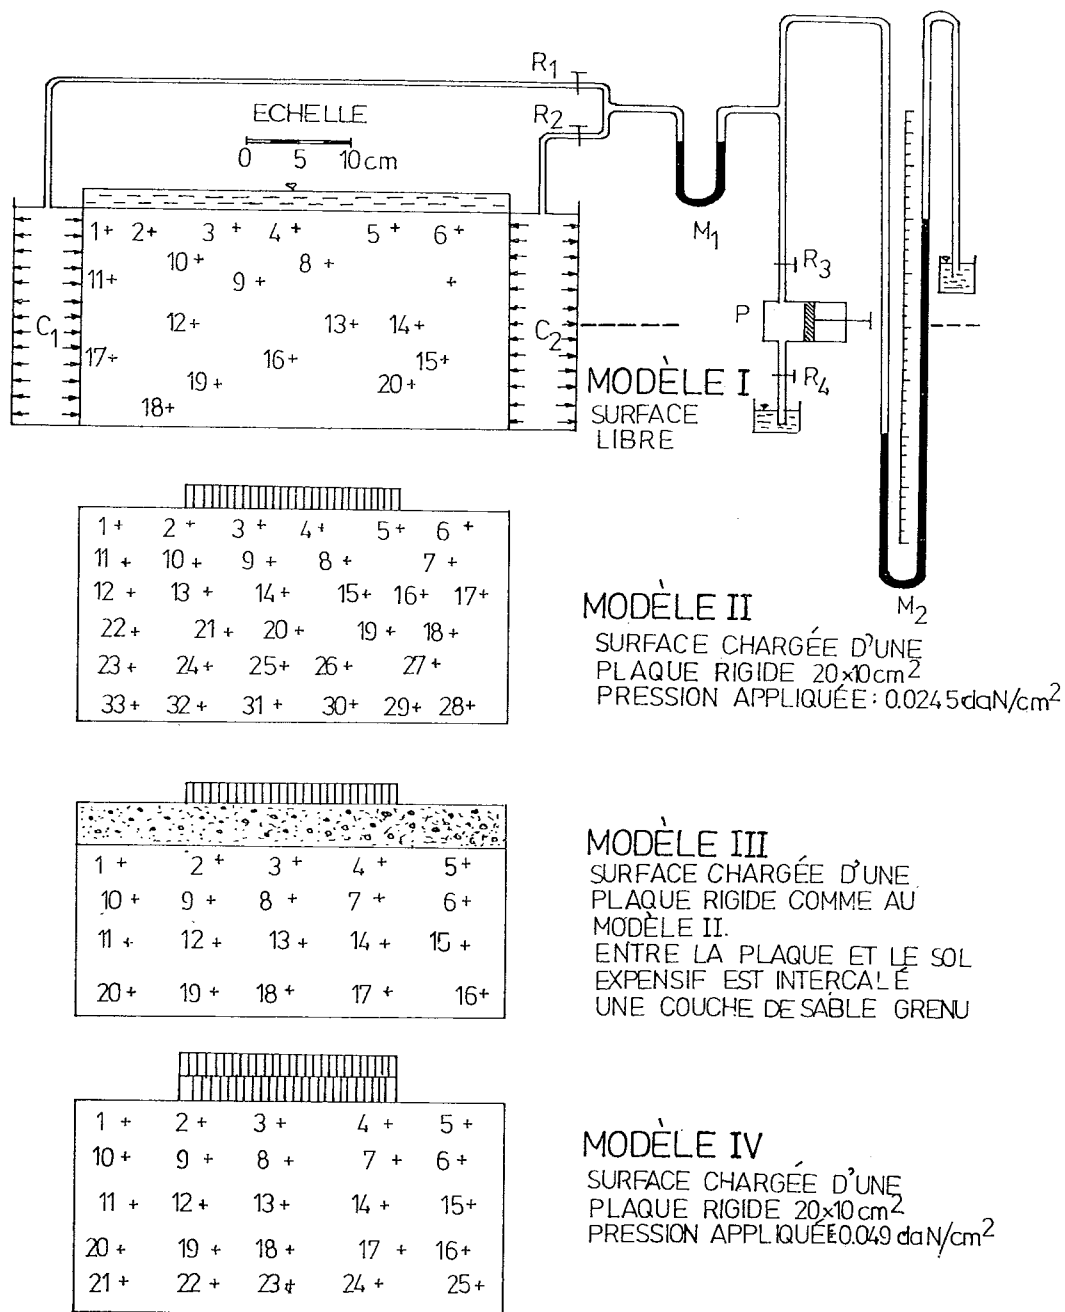 R1
R2
ECHELLE
0 5 10cm
M1
1+ 2+ 3 + 4 + 5 + 6 +
10+ 8+
11+ 9+ +
R3
P
C1 12+ 13+ 14+ C2
17+ 16+ 15+
19+ 20+
18+
R4
MODÈLE I
SURFACE
LIBRE
M2
1+ 2+ 3+ 4+ 5+ 6+
11+ 10+ 9+ 8+ 7+
12+ 13+ 14+ 15+ 16+ 17+
22+ 21+ 20+ 19+ 18+
23+ 24+ 25+ 26+ 27+
33+ 32+ 31+ 30+ 29+ 28+
MODÈLE II
SURFACE CHARGÉE D'UNE
PLAQUE RIGIDE 20×10cm²
PRESSION APPLIQUÉE: 0.0245daN/cm²
1+ 2+ 3+ 4+ 5+
10+ 9+ 8+ 7+ 6+
11+ 12+ 13+ 14+ 15+
20+ 19+ 18+ 17+ 16+
MODÈLE III
SURFACE CHARGÉE D'UNE
PLAQUE RIGIDE COMME AU
MODÈLE II.
ENTRE LA PLAQUE ET LE SOL
EXPENSIF EST INTERCALÉ
UNE COUCHE DE SABLE GRENU
1+ 2+ 3+ 4+ 5+
10+ 9+ 8+ 7+ 6+
11+ 12+ 13+ 14+ 15+
20+ 19+ 18+ 17+ 16+
21+ 22+ 23+ 24+ 25+
MODÈLE IV
SURFACE CHARGÉE D'UNE
PLAQUE RIGIDE 20×10cm²
PRESSION APPLIQUÉE:0.049 daN/cm²